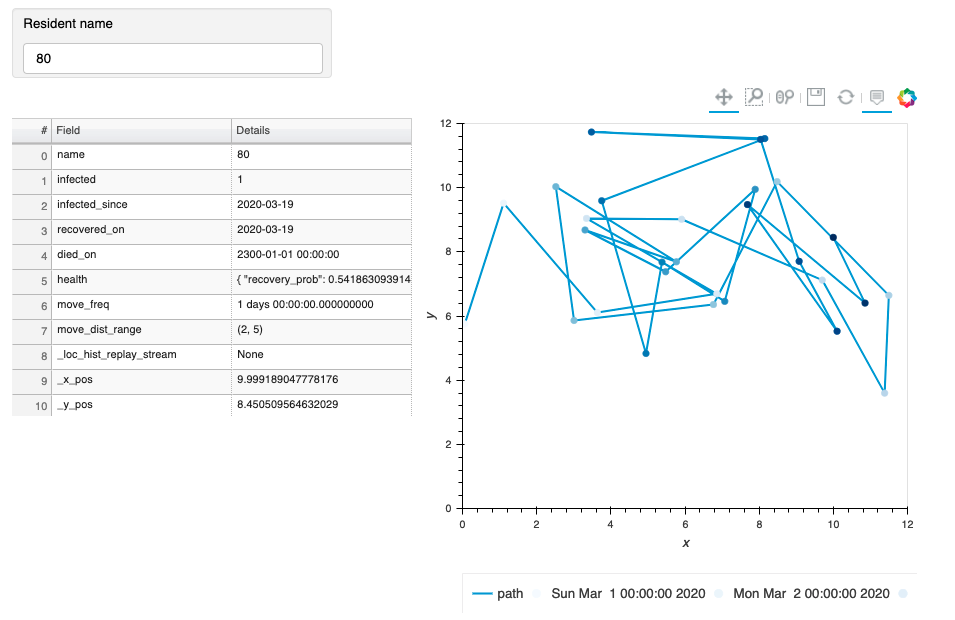 Resident name
80
# Field Details
0 name 80
1 infected 1
2 infected_since 2020-03-19
3 recovered_on 2020-03-19
4 died_on 2300-01-01 00:00:00
5 health { "recovery_prob": 0.541863093914
6 move_freq 1 days 00:00:00.000000000
7 move_dist_range (2, 5)
8 _loc_hist_replay_stream None
9 _x_pos 9.999189047778176
10 _y_pos 8.450509564632029
12
10
8
6
4
2
0
y
0 2 4 6 8 10 12
x
path Sun Mar 1 00:00:00 2020 Mon Mar 2 00:00:00 2020